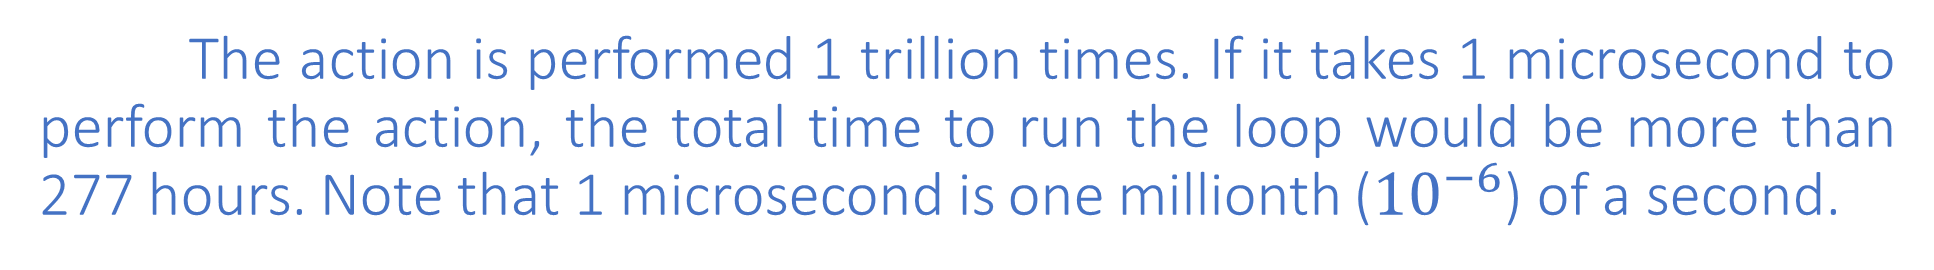 The action is performed 1 trillion times. If it takes 1 microsecond to
perform the action, the total time to run the loop would be more than
277 hours. Note that 1 microsecond is one millionth (10⁻⁶) of a second.